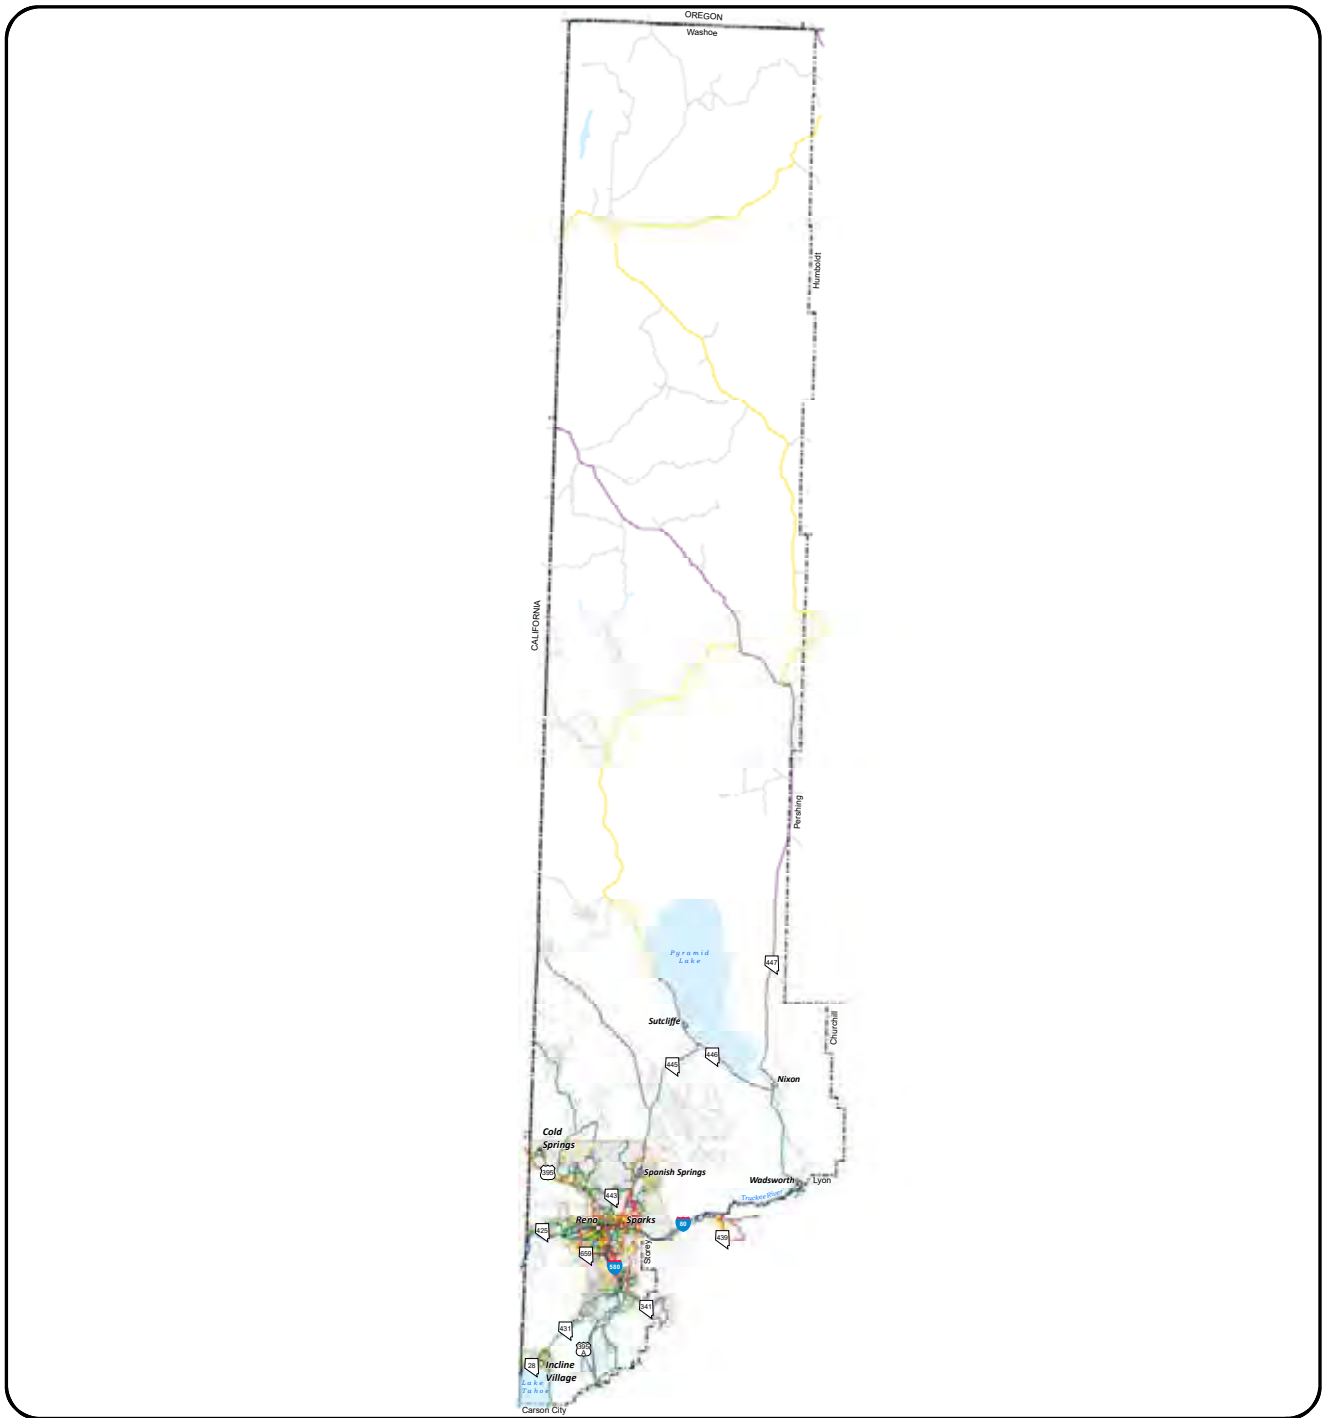 OREGON
Washoe
Humboldt
CALIFORNIA
Pershing
Pyramid
Lake
447
Churchill
Sutcliffe
446
445
Nixon
Cold
Springs
395
Spanish Springs
Wadsworth
Lyon
443
Truckee River
Reno
Sparks
80
425
439
659
Storey
580
341
431
395
A
28
Incline
Village
Lake
Tahoe
Carson City